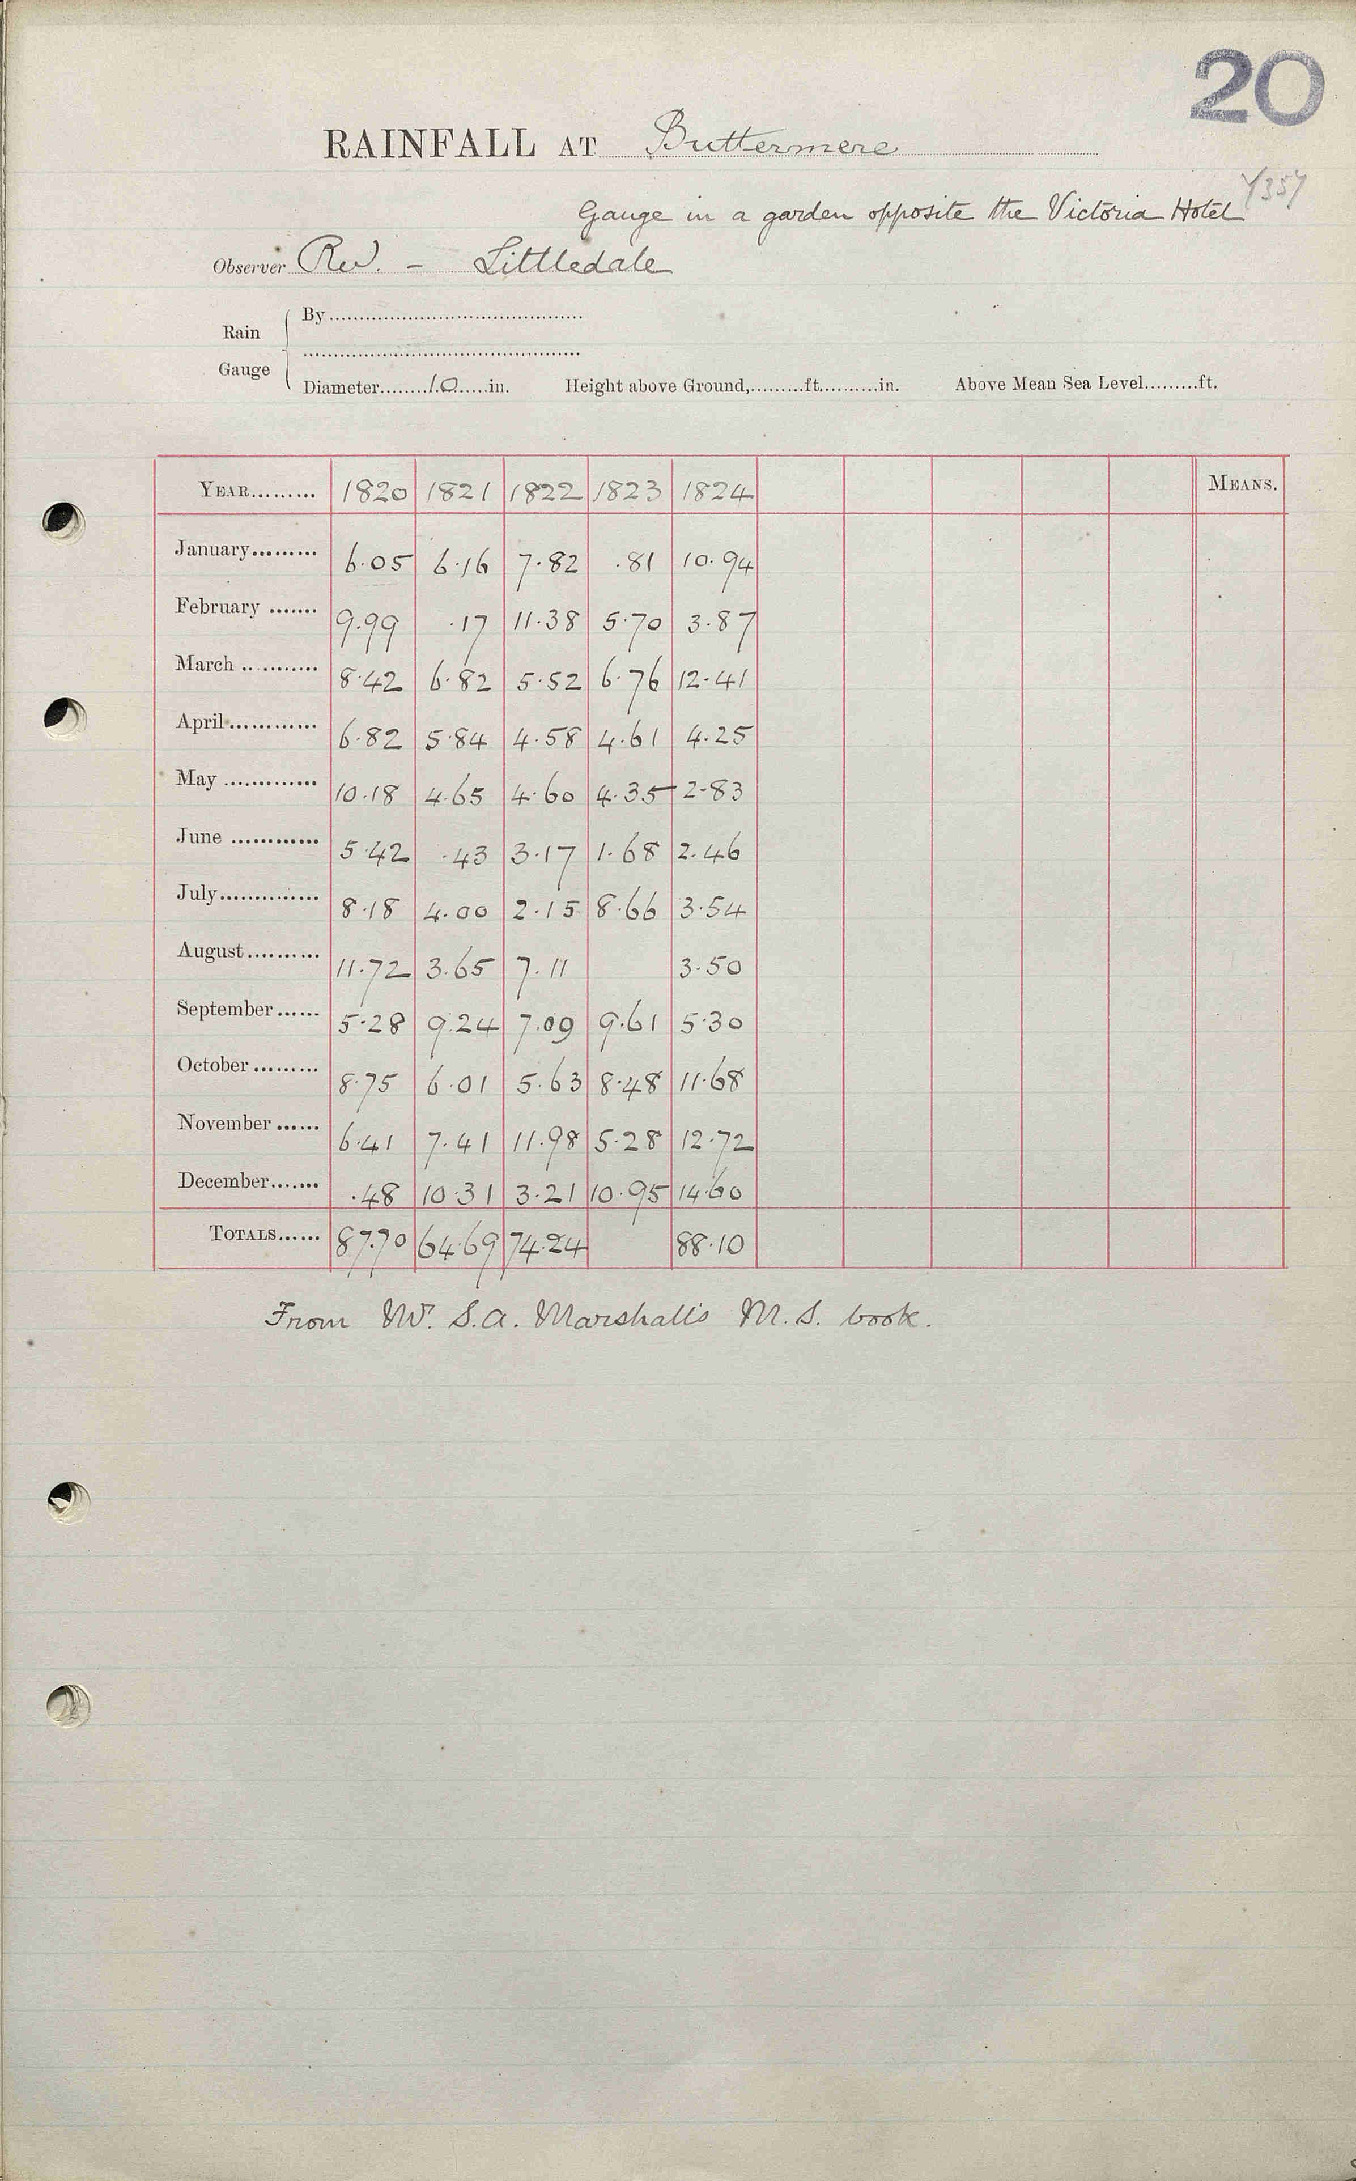 20
RAINFALL AT Buttermere
Y357
Gauge in a garden opposite the Victoria Hotel
Observer Rev. - Littledale
Rain Gauge
By
Diameter 10 in. Height above Ground, ft. in. Above Mean Sea Level ft.
YEAR 1820 1821 1822 1823 1824 MEANS.
January 6.05 6.16 7.82 .81 10.94
February 9.99 .17 11.38 5.70 3.87
March 8.42 6.82 5.52 6.76 12.41
April 6.82 5.84 4.58 4.61 4.25
May 10.18 4.65 4.60 4.35 2.83
June 5.42 .43 3.17 1.68 2.46
July 8.18 4.00 2.15 8.66 3.54
August 11.72 3.65 7.11 3.50
September 5.28 9.24 7.09 9.61 5.30
October 8.75 6.01 5.63 8.48 11.68
November 6.41 7.41 11.98 5.28 12.72
December .48 10.31 3.21 10.95 14.60
TOTALS 87.70 64.69 74.24 88.10
From Mr. S.A. Marshall's M.S. book.